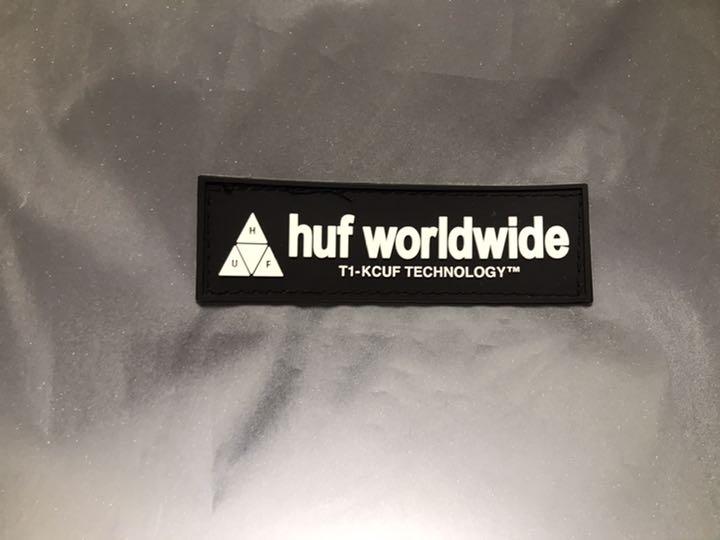 H
U F
huf worldwide
T1-KCUF TECHNOLOGY™